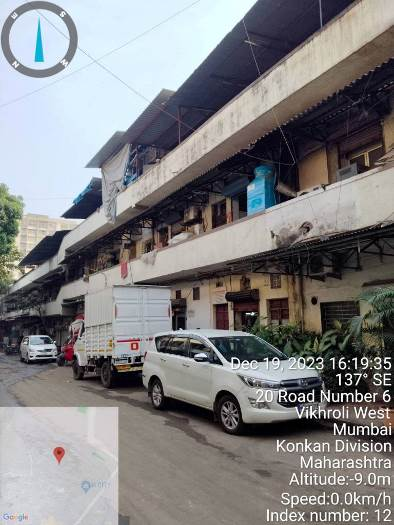 N
S
W
Dec 19, 2023 16:19:35
137° SE
20 Road Number 6
Vikhroli West
Mumbai
Konkan Division
Maharashtra
Altitude:-9.0m
Speed:0.0km/h
Index number: 12
Google